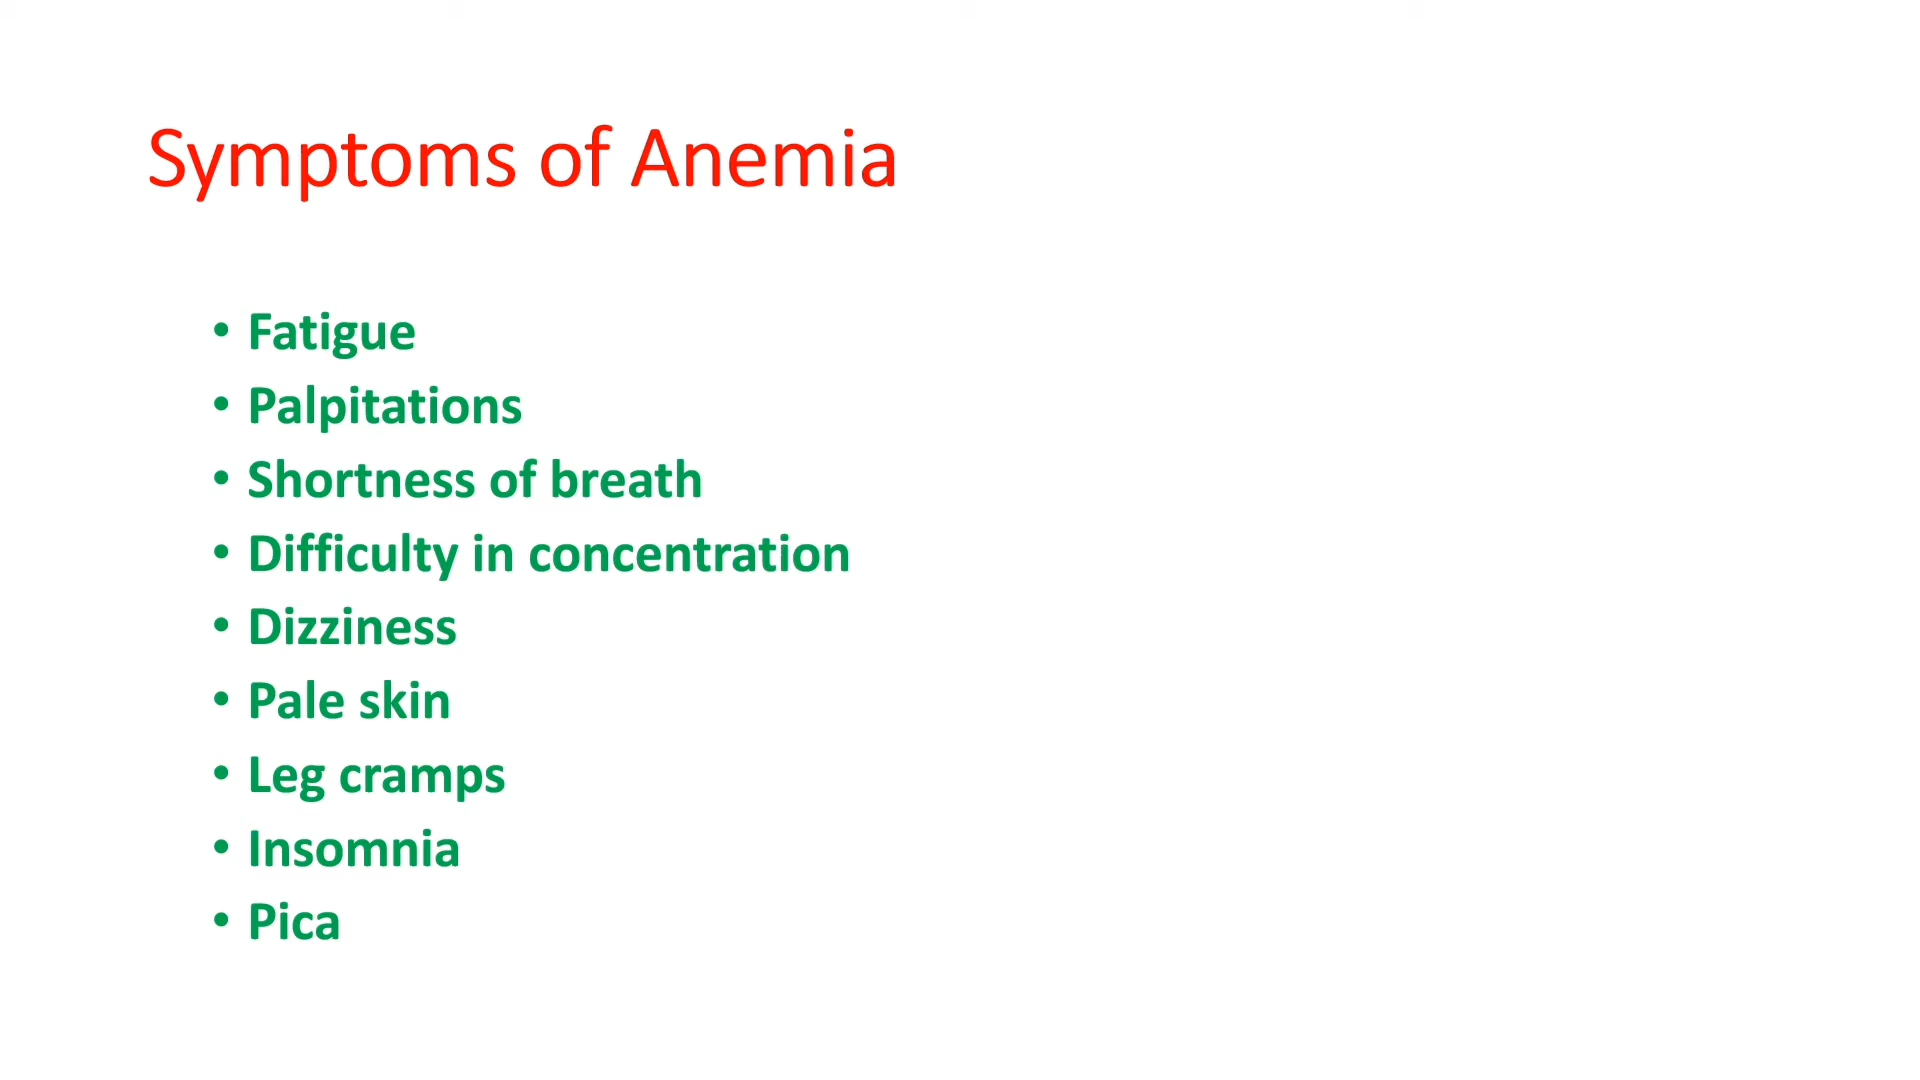 Symptoms of Anemia
• Fatigue
• Palpitations
• Shortness of breath
• Difficulty in concentration
• Dizziness
• Pale skin
• Leg cramps
• Insomnia
• Pica